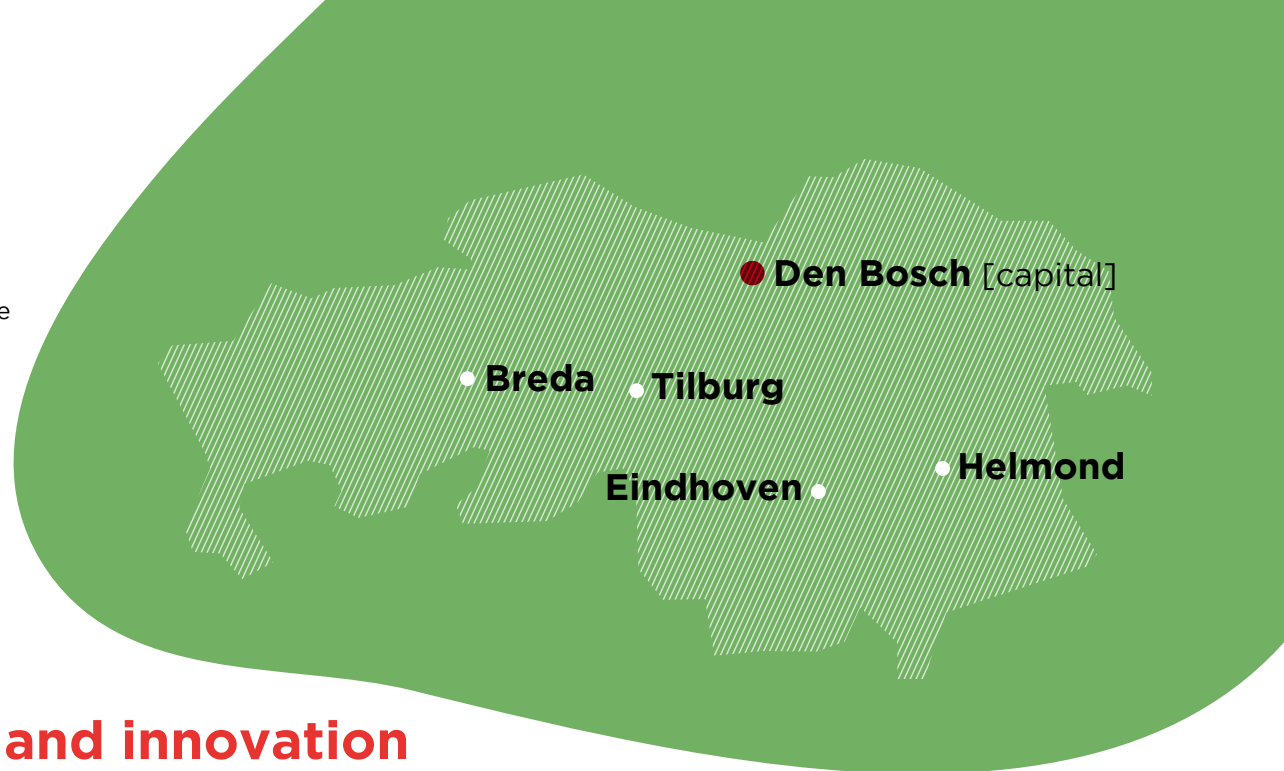 Den Bosch [capital]
e
Breda
Tilburg
Helmond
Eindhoven
and innovation